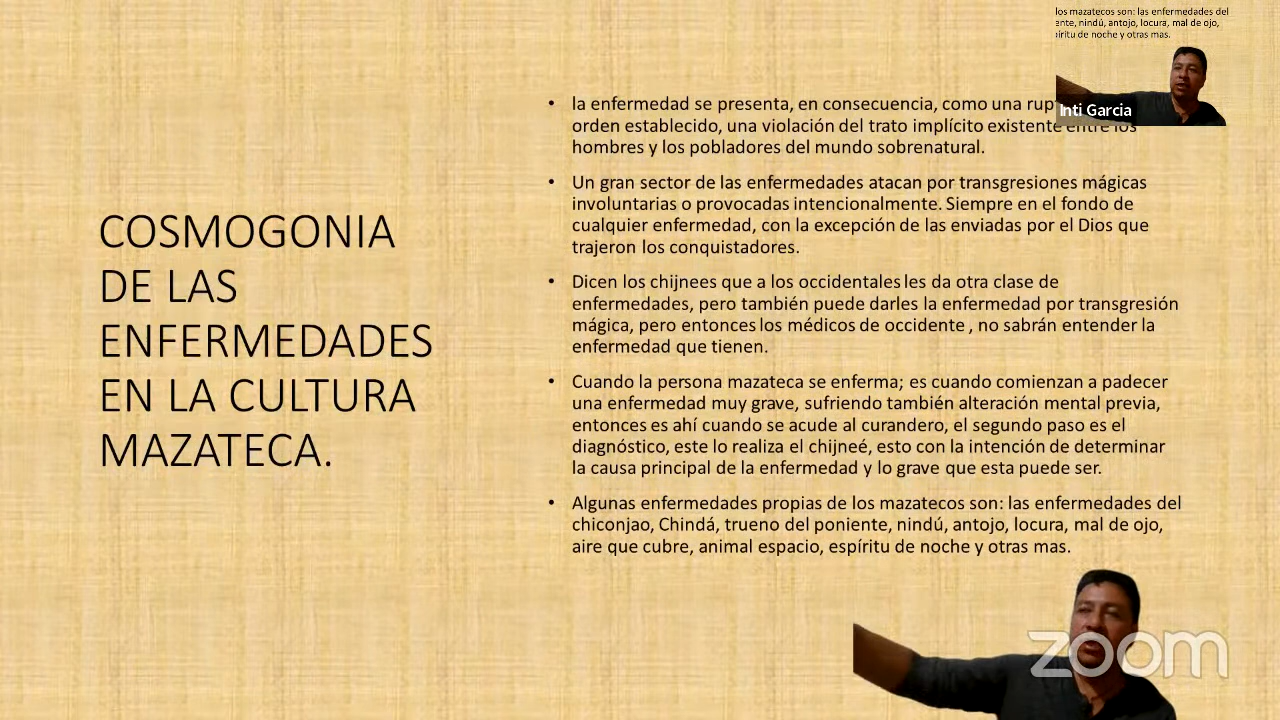 COSMOGONIA
DE LAS
ENFERMEDADES
EN LA CULTURA
MAZATECA.
• la enfermedad se presenta, en consecuencia, como una
orden establecido, una violación del trato implícito existente entre los
hombres y los pobladores del mundo sobrenatural.
• Un gran sector de las enfermedades atacan por transgresiones mágicas
involuntarias o provocadas intencionalmente. Siempre en el fondo de
cualquier enfermedad, con la excepción de las enviadas por el Dios que
trajeron los conquistadores.
• Dicen los chijnees que a los occidentales les da otra clase de
enfermedades, pero también puede darles la enfermedad por transgresión
mágica, pero entonces los médicos de occidente , no sabrán entender la
enfermedad que tienen.
• Cuando la persona mazateca se enferma; es cuando comienzan a padecer
una enfermedad muy grave, sufriendo también alteración mental previa,
entonces es ahí cuando se acude al curandero, el segundo paso es el
diagnóstico, este lo realiza el chijneé, esto con la intención de determinar
la causa principal de la enfermedad y lo grave que esta puede ser.
• Algunas enfermedades propias de los mazatecos son: las enfermedades del
chiconjao, Chindá, trueno del poniente, nindú, antojo, locura, mal de ojo,
aire que cubre, animal espacio, espíritu de noche y otras mas.
los mazatecos son: las enfermedades del
nindú, antojo, locura, mal de ojo,
de noche y otras mas.
Inti Garcia
zoom